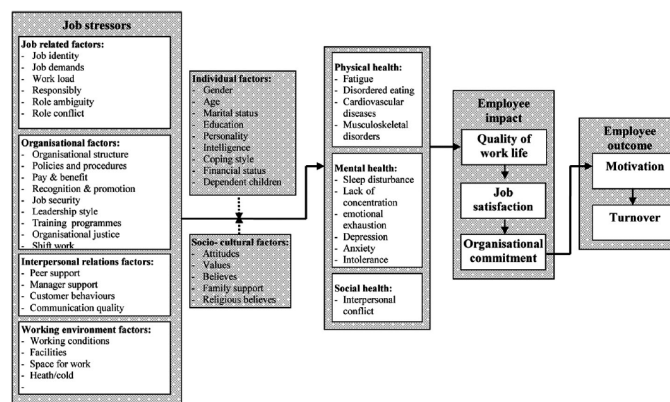 Job stressors
Job related factors:
- Job identity
- Job demands
- Work load
- Responsibly
- Role ambiguity
- Role conflict
Organisational factors:
- Organisational structure
- Policies and procedures
- Pay & benefit
- Recognition & promotion
- Job security
- Leadership style
- Training programmes
- Organisational justice
- Shift work
Interpersonal relations factors:
- Peer support
- Manager support
- Customer behaviours
- Communication quality
Working environment factors:
- Working conditions
- Facilities
- Space for work
- Heath/cold
-
Individual factors:
- Gender
- Age
- Marital status
- Education
- Personality
- Intelligence
- Coping style
- Financial status
- Dependent children
Socio- cultural factors:
- Attitudes
- Values
- Believes
- Family support
- Religious believes
Physical health:
- Fatigue
- Disordered eating
- Cardiovascular
diseases
- Musculoskeletal
disorders
Mental health:
- Sleep disturbance
- Lack of
concentration
- emotional
exhaustion
- Depression
- Anxiety
- Intolerance
Social health:
- Interpersonal
conflict
Employee
impact
Quality of
work life
Job
satisfaction
Organisational
commitment
Employee
outcome
Motivation
Turnover